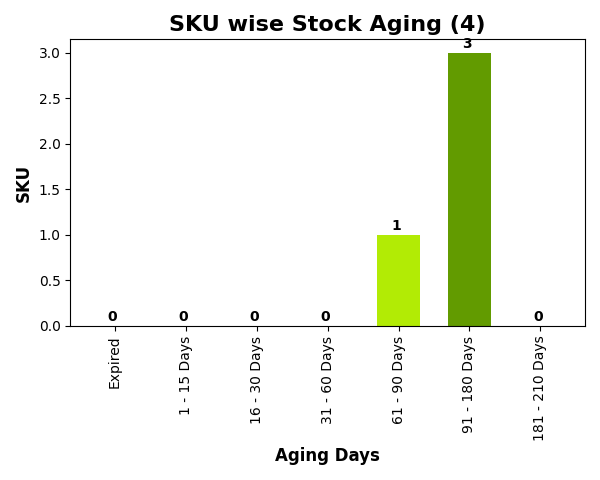 SKU wise Stock Aging (4)
3
3.0
2.5
2.0
SKU
1.5
1
1.0
0.5
0 0 0 0 0
0.0
Expired
1 - 15 Days
16 - 30 Days
31 - 60 Days
61 - 90 Days
91 - 180 Days
181 - 210 Days
Aging Days